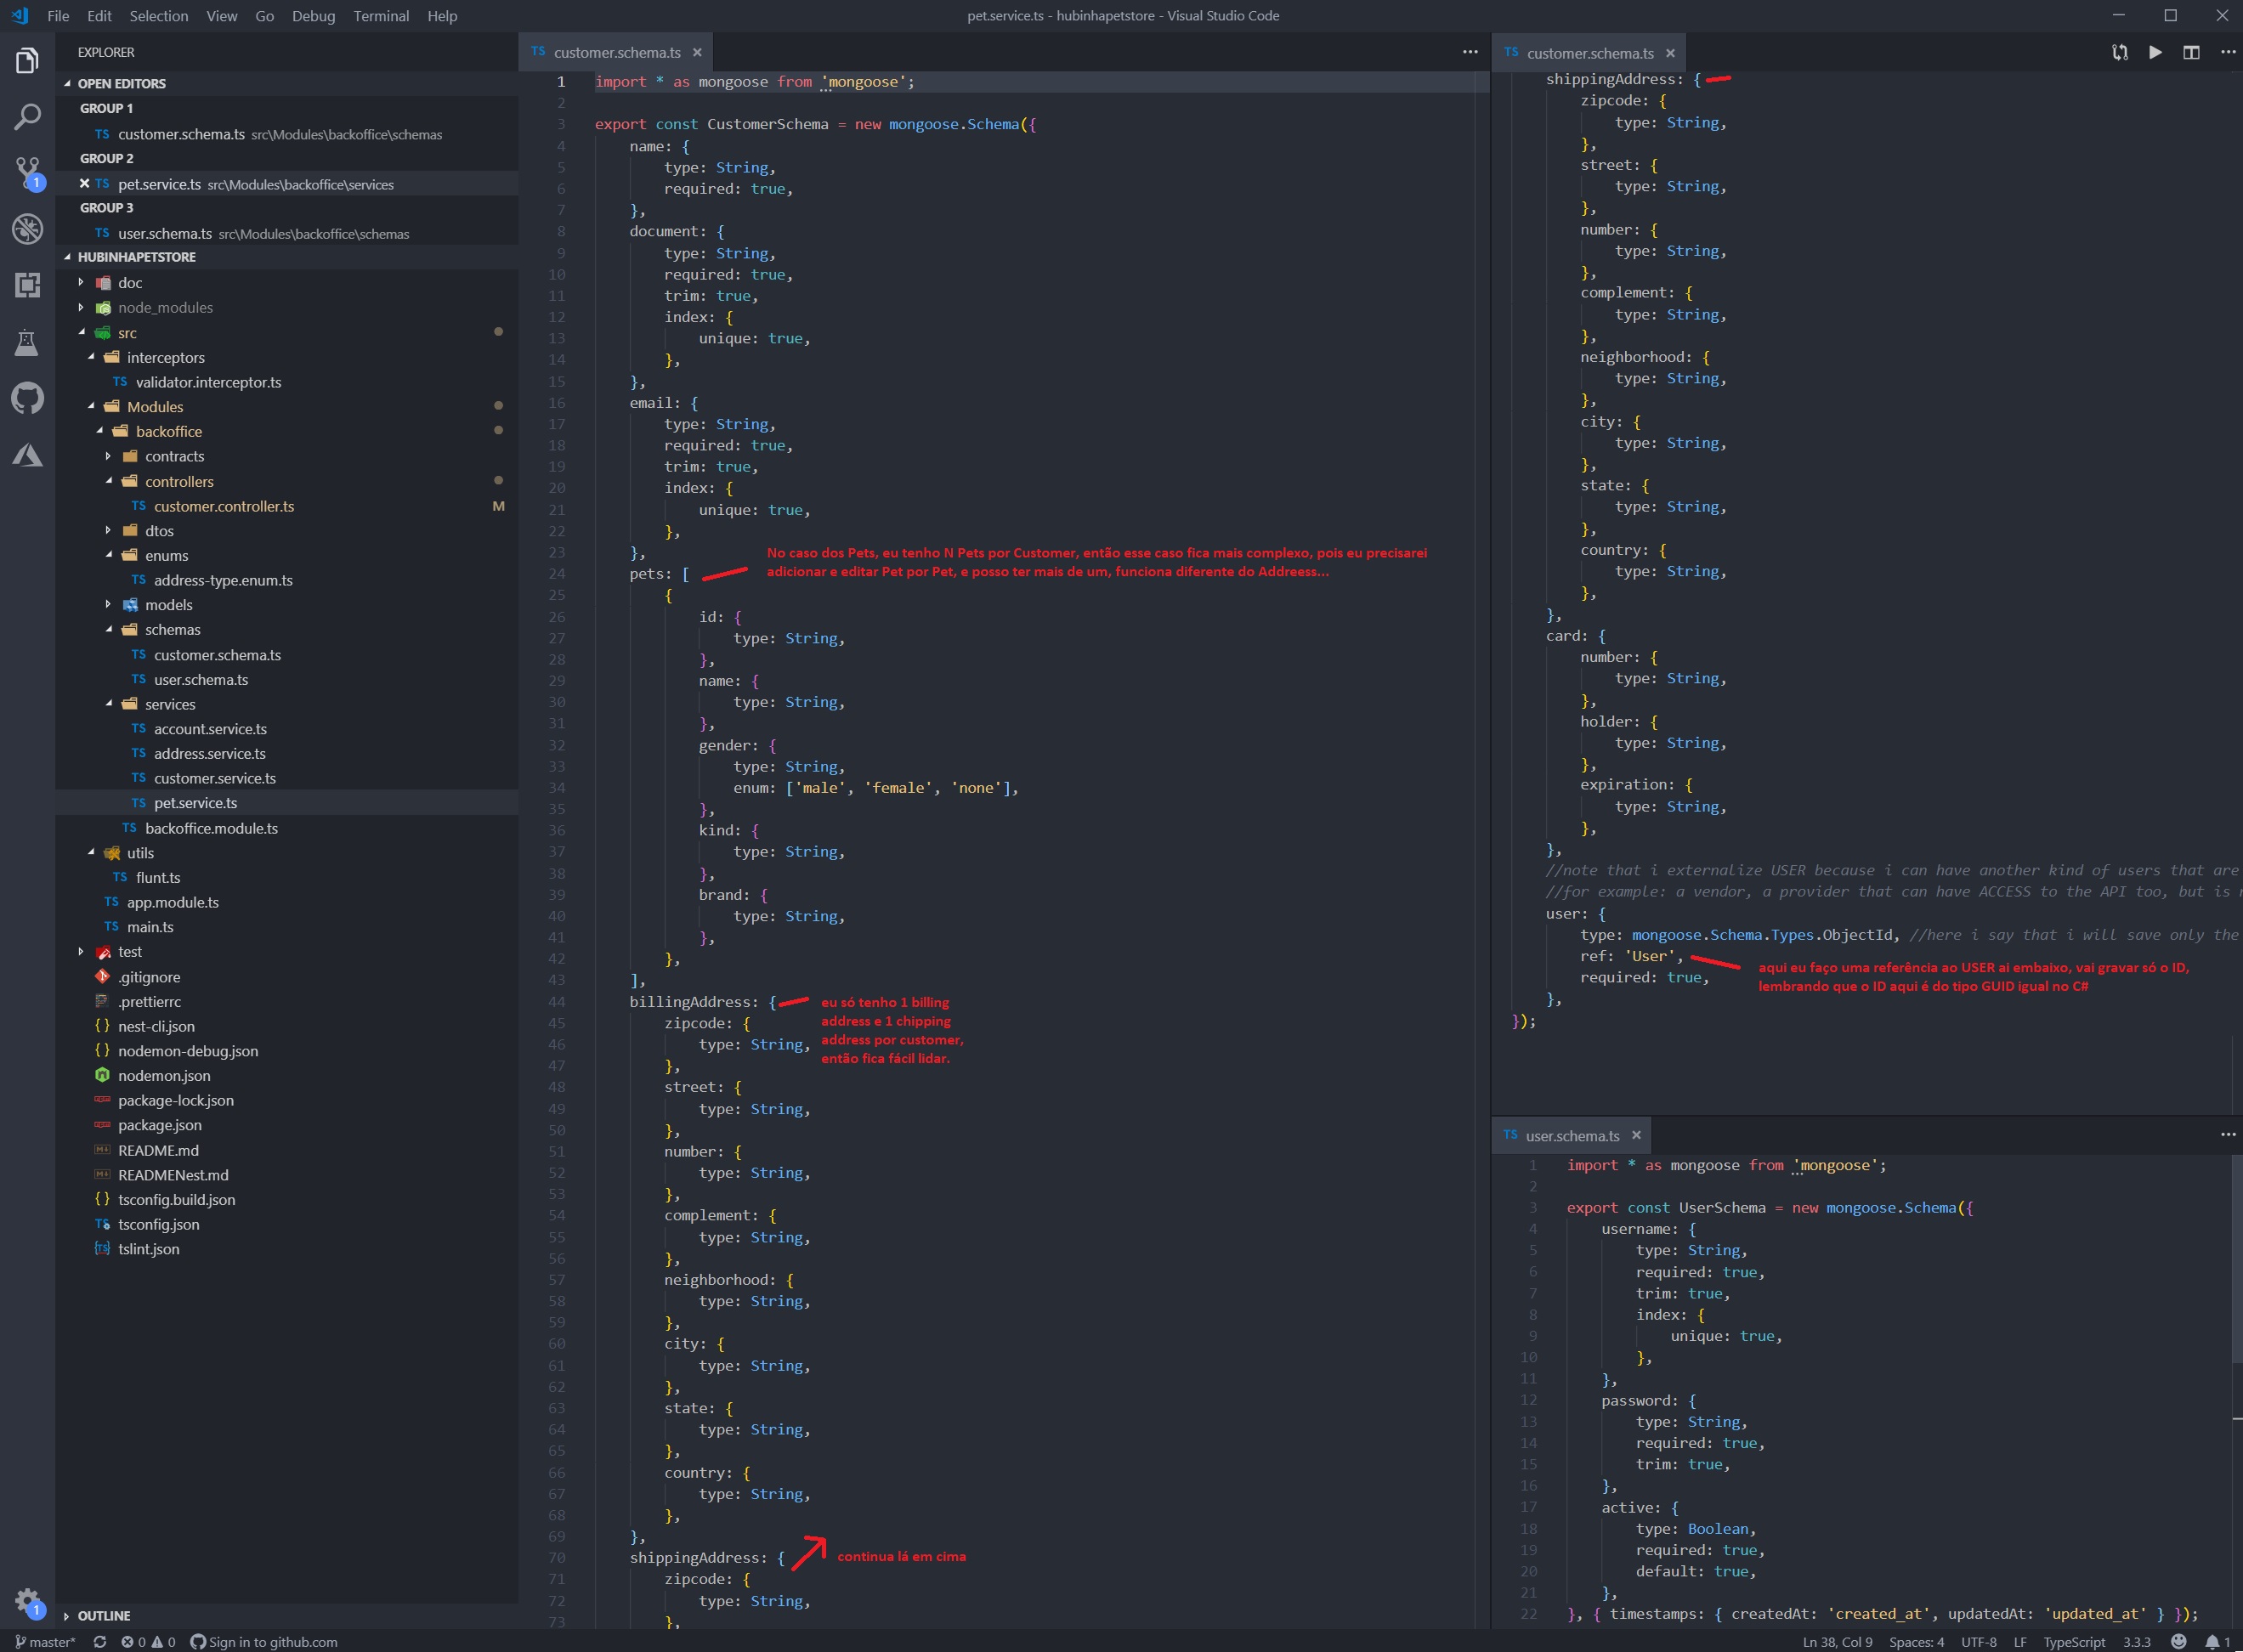 File Edit Selection View Go Debug Terminal Help
pet.service.ts - hubinhapetstore - Visual Studio Code
EXPLORER
OPEN EDITORS
GROUP 1
TS customer.schema.ts src\Modules\backoffice\schemas
GROUP 2
TS pet.service.ts src\Modules\backoffice\services
GROUP 3
TS user.schema.ts src\Modules\backoffice\schemas
HUBINHAPETSTORE
doc
node_modules
src
interceptors
TS validator.interceptor.ts
Modules
backoffice
contracts
controllers
TS customer.controller.ts M
dtos
enums
TS address-type.enum.ts
models
schemas
TS customer.schema.ts
TS user.schema.ts
services
TS account.service.ts
TS address.service.ts
TS customer.service.ts
TS pet.service.ts
TS backoffice.module.ts
utils
TS flunt.ts
TS app.module.ts
TS main.ts
test
.gitignore
.prettierrc
{ } nest-cli.json
{ } nodemon-debug.json
nodemon.json
package-lock.json
package.json
README.md
READMENest.md
{ } tsconfig.build.json
tsconfig.json
tslint.json
OUTLINE
1
1
TS customer.schema.ts
1 import * as mongoose from 'mongoose';
2
3 export const CustomerSchema = new mongoose.Schema({
4 name: {
5 type: String,
6 required: true,
7 },
8 document: {
9 type: String,
10 required: true,
11 trim: true,
12 index: {
13 unique: true,
14 },
15 },
16 email: {
17 type: String,
18 required: true,
19 trim: true,
20 index: {
21 unique: true,
22 },
23 },
No caso dos Pets, eu tenho N Pets por Customer, então esse caso fica mais complexo, pois eu precisarei
adicionar e editar Pet por Pet, e posso ter mais de um, funciona diferente do Addreess...
24 pets: [
25 {
26 id: {
27 type: String,
28 },
29 name: {
30 type: String,
31 },
32 gender: {
33 type: String,
34 enum: ['male', 'female', 'none'],
35 },
36 kind: {
37 type: String,
38 },
39 brand: {
40 type: String,
41 },
42 },
43 ],
44 billingAddress: {
eu só tenho 1 billing
address e 1 chipping
address por customer,
então fica fácil lidar.
45 zipcode: {
46 type: String,
47 },
48 street: {
49 type: String,
50 },
51 number: {
52 type: String,
53 },
54 complement: {
55 type: String,
56 },
57 neighborhood: {
58 type: String,
59 },
60 city: {
61 type: String,
62 },
63 state: {
64 type: String,
65 },
66 country: {
67 type: String,
68 },
69 },
70 shippingAddress: {
continua lá em cima
71 zipcode: {
72 type: String,
73 },
TS customer.schema.ts
shippingAddress: {
zipcode: {
type: String,
},
street: {
type: String,
},
number: {
type: String,
},
complement: {
type: String,
},
neighborhood: {
type: String,
},
city: {
type: String,
},
state: {
type: String,
},
country: {
type: String,
},
},
card: {
number: {
type: String,
},
holder: {
type: String,
},
expiration: {
type: String,
},
},
//note that i externalize USER because i can have another kind of users that are
//for example: a vendor, a provider that can have ACCESS to the API too, but is
user: {
type: mongoose.Schema.Types.ObjectId, //here i say that i will save only the
ref: 'User',
required: true,
},
});
aqui eu faço uma referência ao USER ai embaixo, vai gravar só o ID,
lembrando que o ID aqui é do tipo GUID igual no C#
TS user.schema.ts
1 import * as mongoose from 'mongoose';
2
3 export const UserSchema = new mongoose.Schema({
4 username: {
5 type: String,
6 required: true,
7 trim: true,
8 index: {
9 unique: true,
10 },
11 },
12 password: {
13 type: String,
14 required: true,
15 trim: true,
16 },
17 active: {
18 type: Boolean,
19 required: true,
20 default: true,
21 },
22 }, { timestamps: { createdAt: 'created_at', updatedAt: 'updated_at' } });
master* 0 0 Sign in to github.com
Ln 38, Col 9 Spaces: 4 UTF-8 LF TypeScript 3.3.3 1